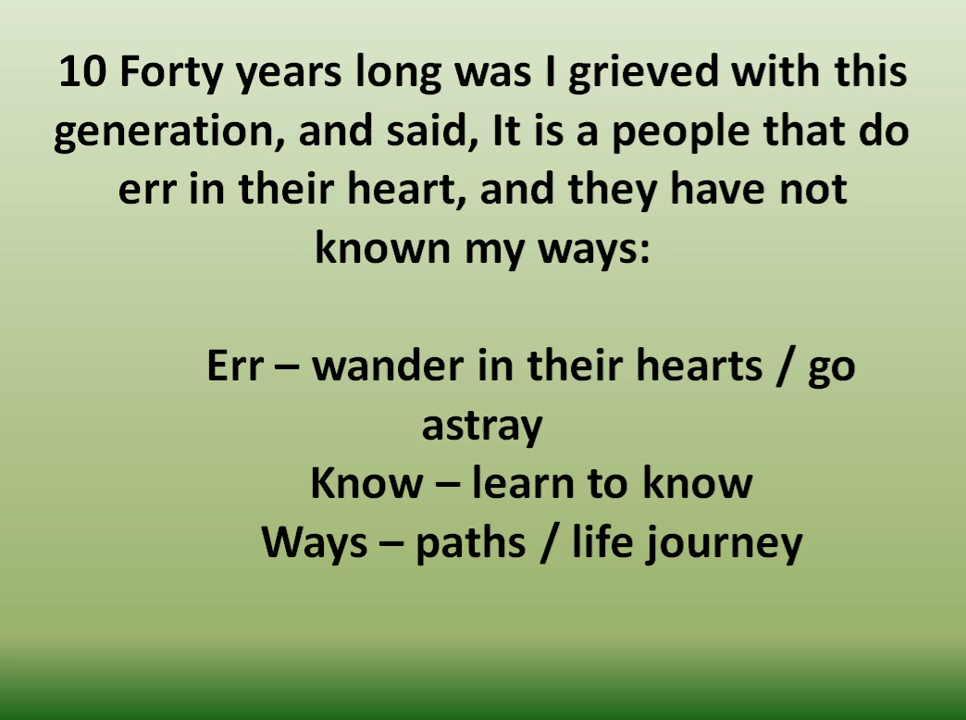 10 Forty years long was I grieved with this
generation, and said, It is a people that do
err in their heart, and they have not
known my ways:
Err – wander in their hearts / go
astray
Know – learn to know
Ways – paths / life journey